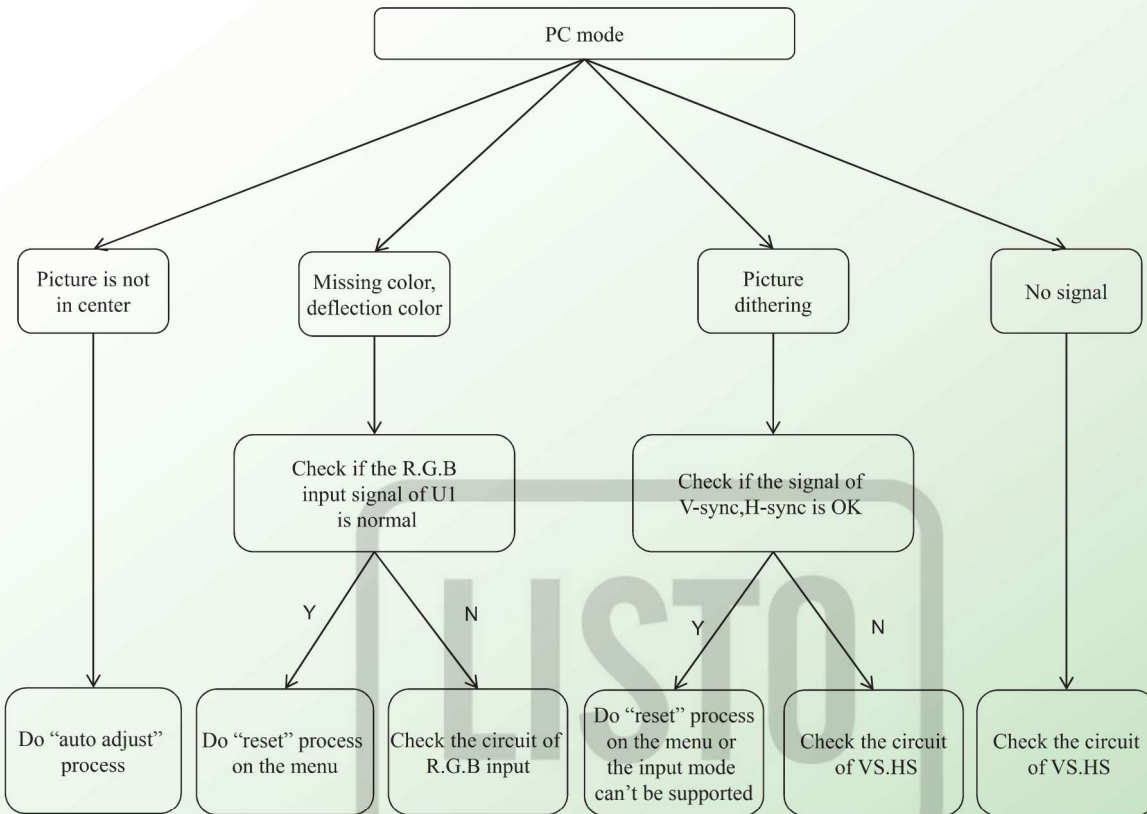 PC mode
Picture is not
in center
Missing color,
deflection color
Picture
dithering
No signal
Check if the R.G.B
input signal of U1
is normal
Check if the signal of
V-sync,H-sync is OK
Y
N
Y
N
Do “auto adjust”
process
Do “reset” process
on the menu
Check the circuit of
R.G.B input
Do “reset” process
on the menu or
the input mode
can’t be supported
Check the circuit
of VS.HS
Check the circuit
of VS.HS
LISTO